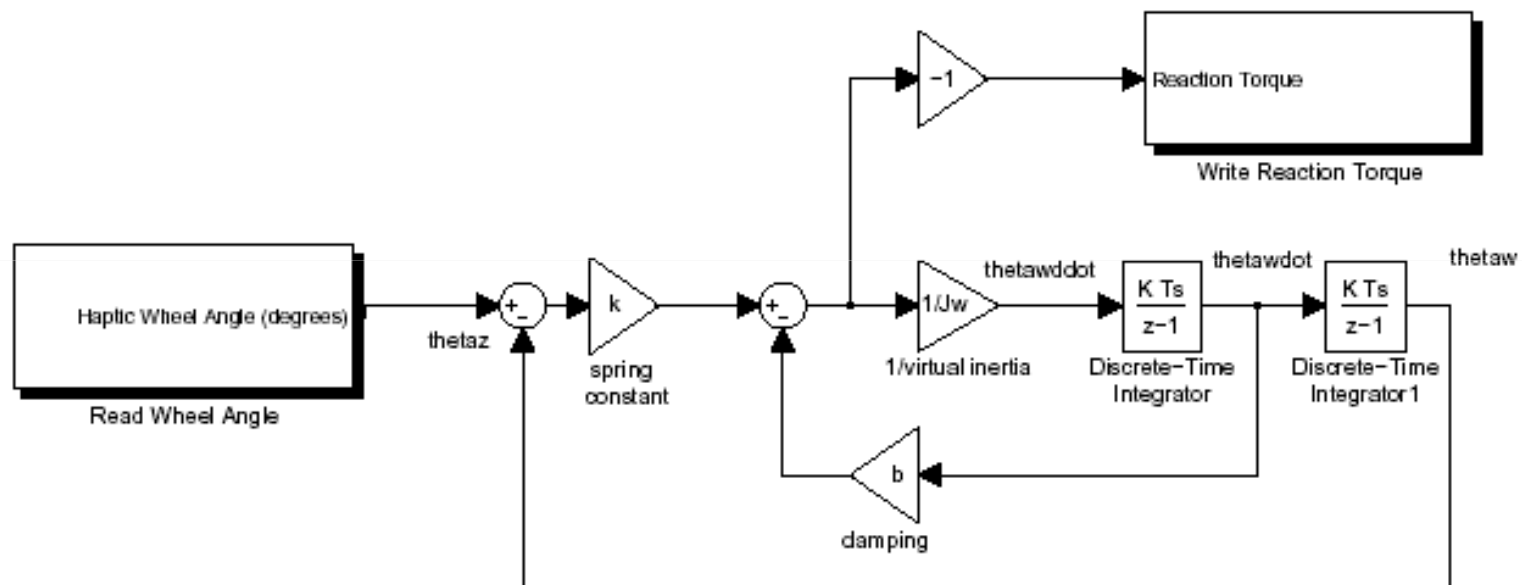 −1
Reaction Torque
Write Reaction Torque
Haptic Wheel Angle (degrees)
Read Wheel Angle
thetaz
+
−
k
spring
constant
+
−
1/Jw
1/virtual inertia
thetawddot
K Ts
z−1
Discrete−Time
Integrator
thetawdot
K Ts
z−1
Discrete−Time
Integrator1
thetaw
b
damping